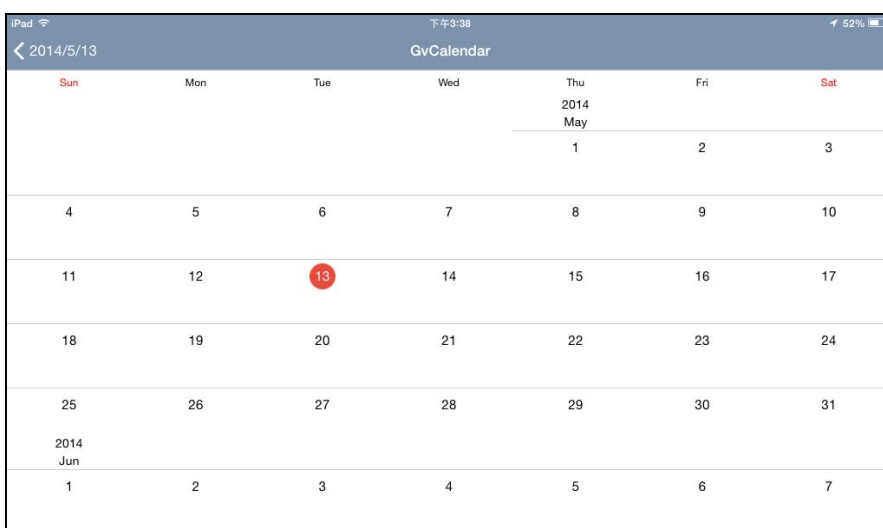 iPad 下午3:38 52%
2014/5/13 GvCalendar
Sun Mon Tue Wed Thu Fri Sat
2014
May
1 2 3
4 5 6 7 8 9 10
11 12 13 14 15 16 17
18 19 20 21 22 23 24
25 26 27 28 29 30 31
2014
Jun
1 2 3 4 5 6 7